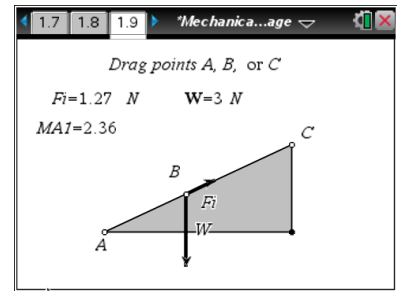 1.7 1.8 1.9 *Mechanica...age
Drag points A, B, or C
Fi=1.27 N W=3 N
MA1=2.36
C
B
Fi
W
A